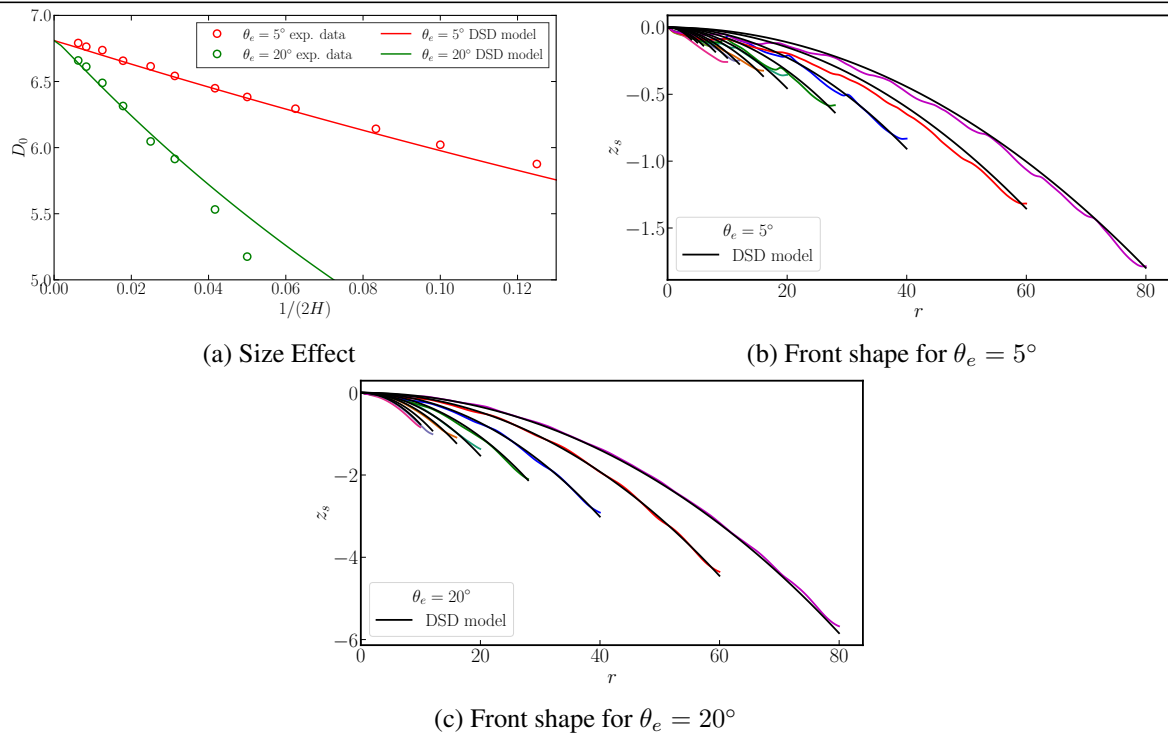 7.0
6.5
6.0
5.5
5.0
D₀
θₑ = 5° exp. data
θₑ = 20° exp. data
θₑ = 5° DSD model
θₑ = 20° DSD model
0.00 0.02 0.04 0.06 0.08 0.10 0.12
1/(2H)
(a) Size Effect
0.0
−0.5
−1.0
−1.5
zₛ
θₑ = 5°
DSD model
0 20 40 60 80
r
(b) Front shape for θₑ = 5°
0
−2
−4
−6
zₛ
θₑ = 20°
DSD model
0 20 40 60 80
r
(c) Front shape for θₑ = 20°